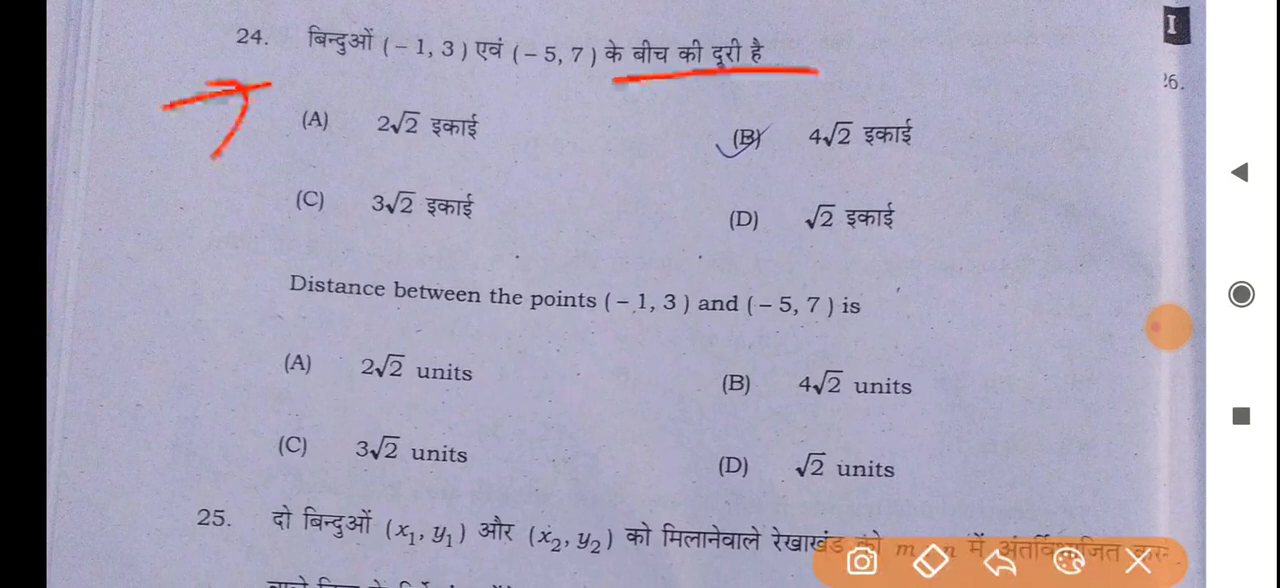 24. बिन्दुओं ( – 1, 3 ) एवं ( – 5, 7 ) के बीच की दूरी है
(A) 2√2 इकाई
(B) 4√2 इकाई
(C) 3√2 इकाई
(D) √2 इकाई
Distance between the points ( – 1, 3 ) and ( – 5, 7 ) is
(A) 2√2 units
(B) 4√2 units
(C) 3√2 units
(D) √2 units
25. दो बिन्दुओं (x₁, y₁) और (x₂, y₂) को मिलानेवाले रेखाखंड को m : n में अंतर्विभाजित
I
26.